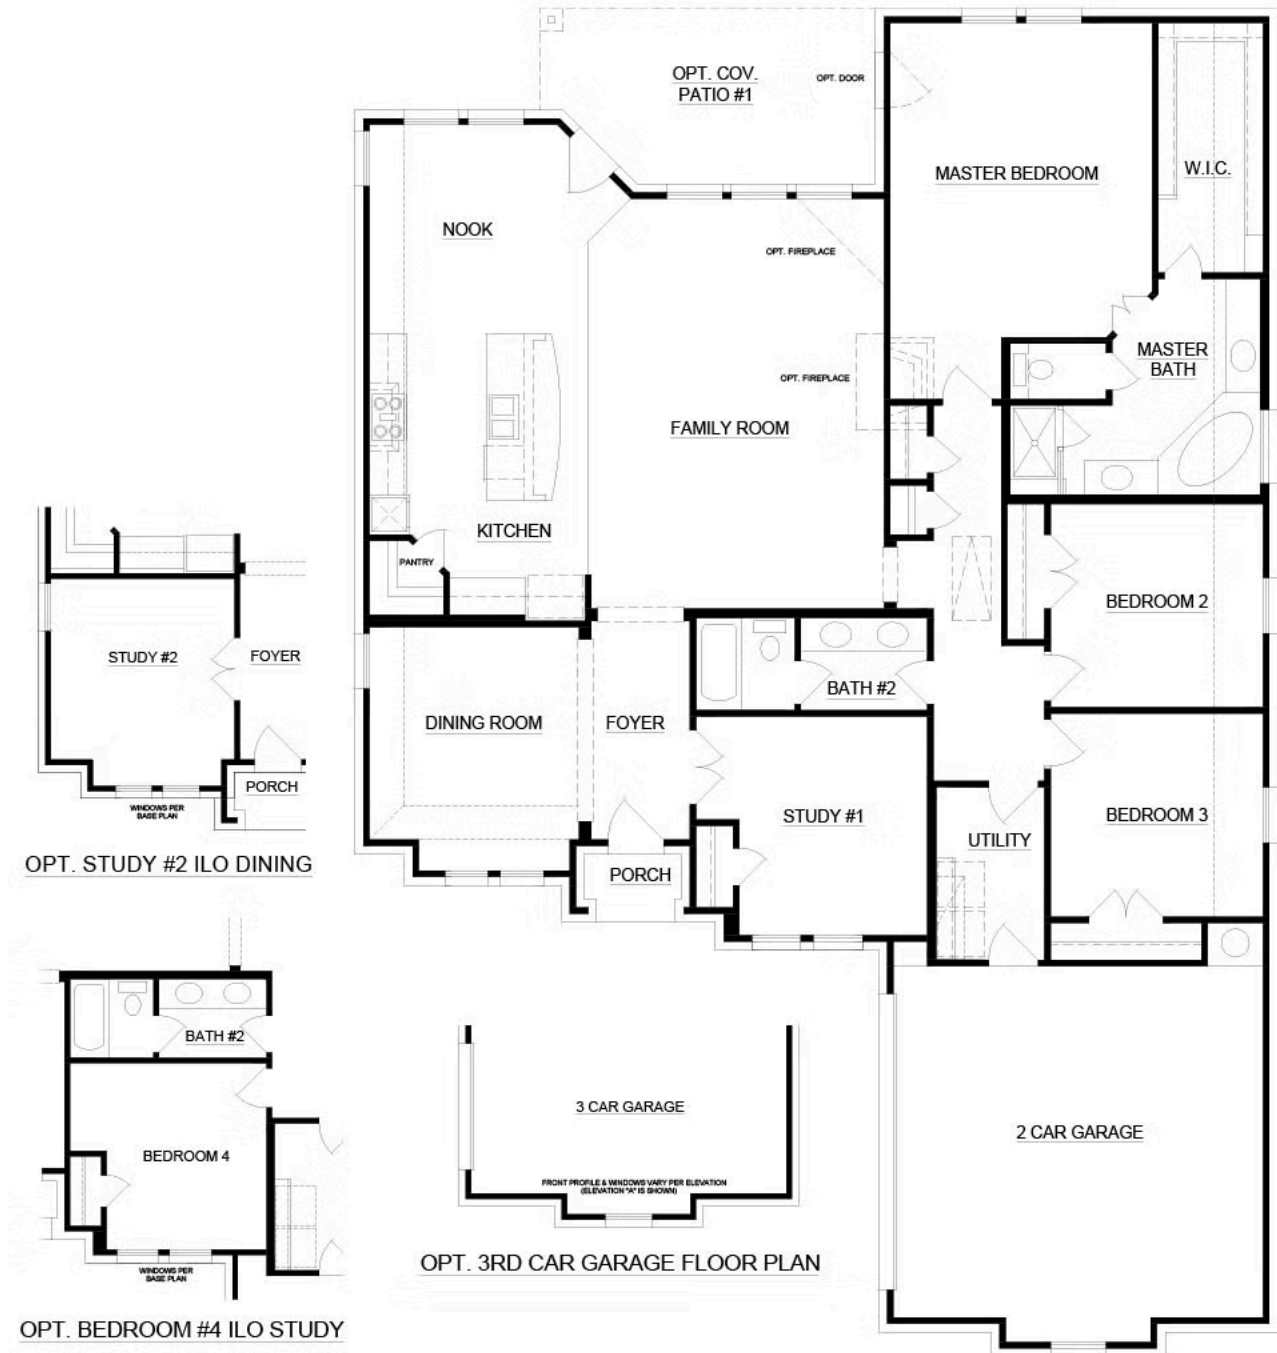 OPT. COV.
PATIO #1
OPT. DOOR
MASTER BEDROOM
W.I.C.
NOOK
OPT. FIREPLACE
MASTER
BATH
OPT. FIREPLACE
FAMILY ROOM
KITCHEN
PANTRY
BEDROOM 2
STUDY #2
FOYER
BATH #2
DINING ROOM
FOYER
PORCH
WINDOWS PER
BASE PLAN
STUDY #1
BEDROOM 3
UTILITY
OPT. STUDY #2 ILO DINING
PORCH
BATH #2
3 CAR GARAGE
2 CAR GARAGE
BEDROOM 4
FRONT PROFILE & WINDOWS VARY PER ELEVATION
(ELEVATION "A" IS SHOWN)
OPT. 3RD CAR GARAGE FLOOR PLAN
WINDOWS PER
BASE PLAN
OPT. BEDROOM #4 ILO STUDY